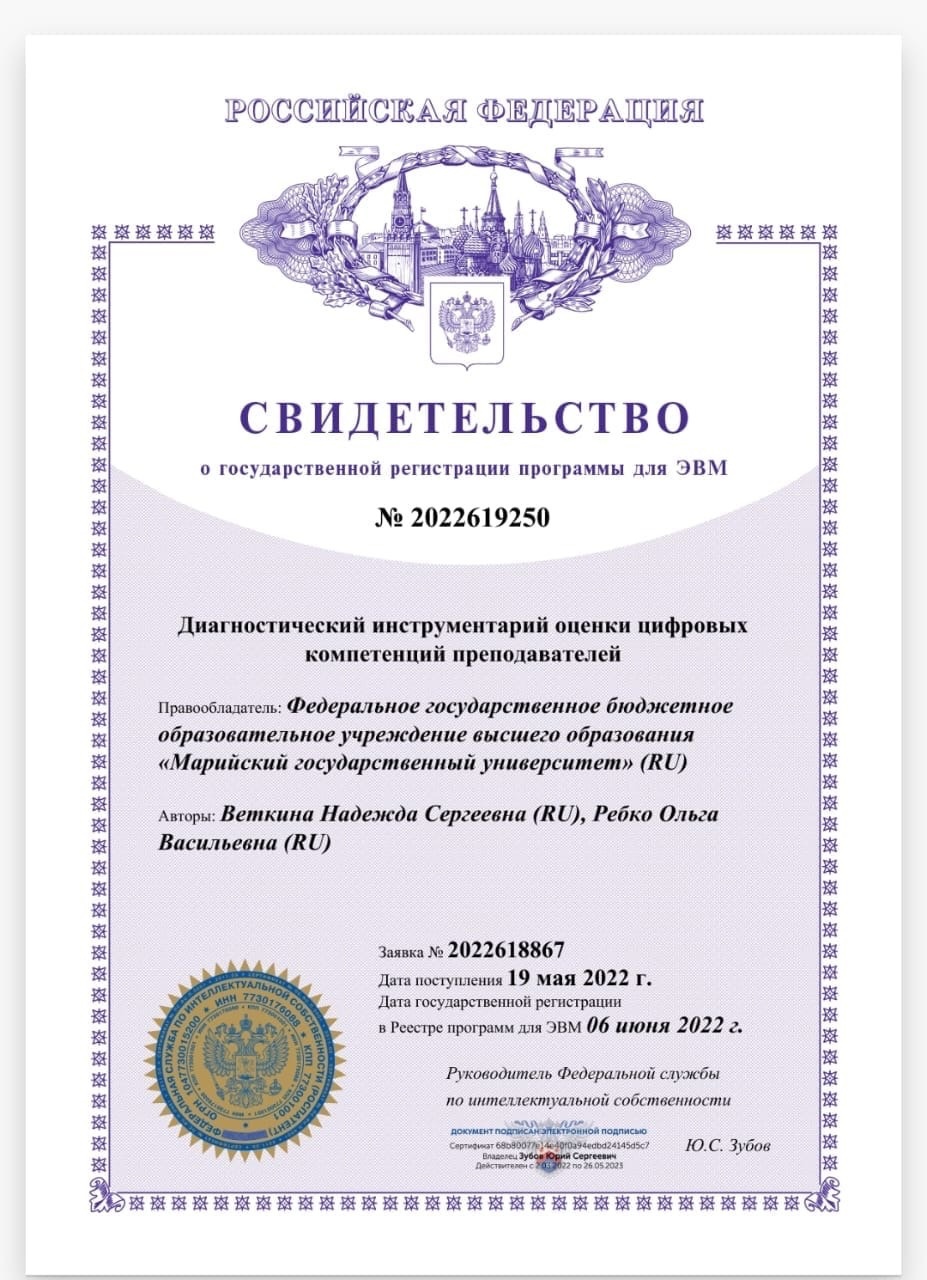 РОССИЙСКАЯ ФЕДЕРАЦИЯ
СВИДЕТЕЛЬСТВО
о государственной регистрации программы для ЭВМ
№ 2022619250
Диагностический инструментарий оценки цифровых
компетенций преподавателей
Правообладатель: Федеральное государственное бюджетное
образовательное учреждение высшего образования
«Марийский государственный университет» (RU)
Авторы: Веткина Надежда Сергеевна (RU), Ребко Ольга
Васильевна (RU)
Заявка № 2022618867
Дата поступления 19 мая 2022 г.
Дата государственной регистрации
в Реестре программ для ЭВМ 06 июня 2022 г.
Руководитель Федеральной службы
по интеллектуальной собственности
ДОКУМЕНТ ПОДПИСАН ЭЛЕКТРОННОЙ ПОДПИСЬЮ
Сертификат
Владелец Зубов Юрий Сергеевич
Действителен с 2.03.2022 по 26.05.2023
Ю.С. Зубов
ФЕДЕРАЛЬНАЯ СЛУЖБА ПО ИНТЕЛЛЕКТУАЛЬНОЙ СОБСТВЕННОСТИ (РОСПАТЕНТ)
ОГРН 1047730015200 * ИНН 7730176088 * КПП 773001001